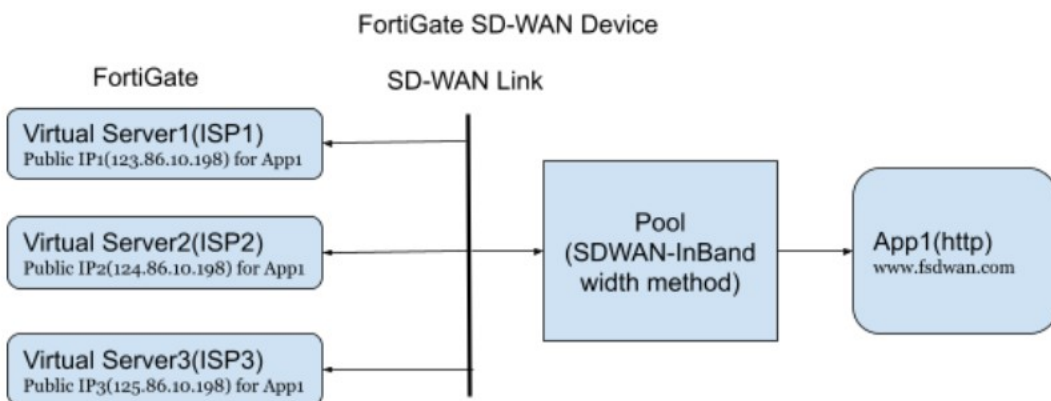 FortiGate SD-WAN Device
FortiGate
SD-WAN Link
Virtual Server1(ISP1)
Public IP1(123.86.10.198) for App1
Virtual Server2(ISP2)
Public IP2(124.86.10.198) for App1
Virtual Server3(ISP3)
Public IP3(125.86.10.198) for App1
Pool
(SDWAN-InBand
width method)
App1(http)
www.fsdwan.com